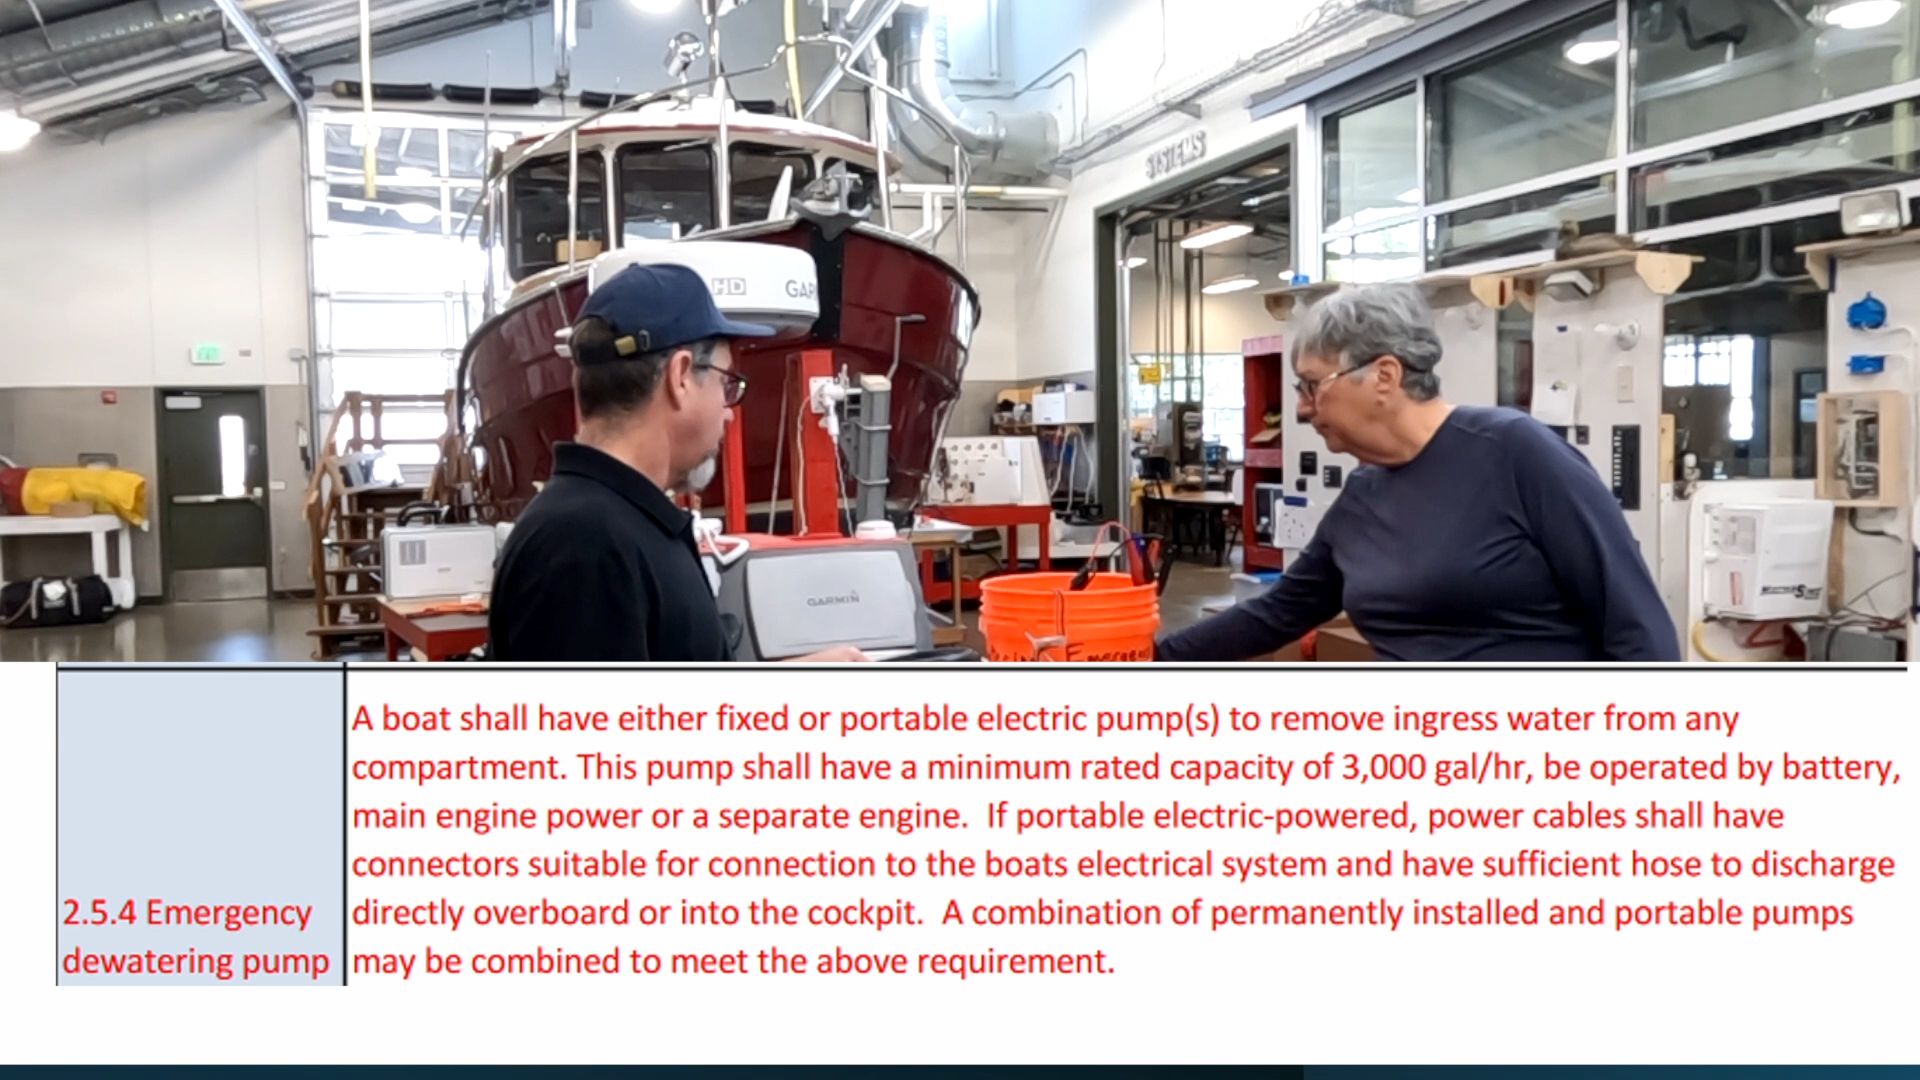 SYSTEMS
HD
GAR
GARMIN
Emergen
A boat shall have either fixed or portable electric pump(s) to remove ingress water from any
compartment. This pump shall have a minimum rated capacity of 3,000 gal/hr, be operated by battery,
main engine power or a separate engine.  If portable electric-powered, power cables shall have
connectors suitable for connection to the boats electrical system and have sufficient hose to discharge
2.5.4 Emergency
directly overboard or into the cockpit.  A combination of permanently installed and portable pumps
dewatering pump
may be combined to meet the above requirement.